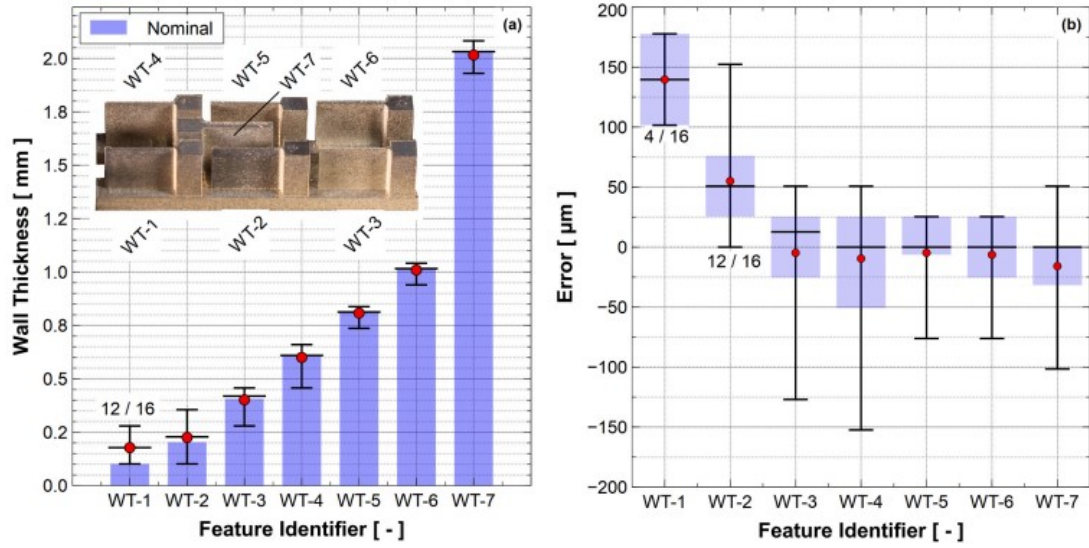 Nominal
(a)
WT-4
WT-5
WT-7
WT-6
WT-1
WT-2
WT-3
12 / 16
Wall Thickness [ mm ]
2.0
1.8
1.5
1.2
1.0
0.8
0.5
0.2
0.0
WT-1 WT-2 WT-3 WT-4 WT-5 WT-6 WT-7
Feature Identifier [ - ]
(b)
Error [ μm ]
200
150
100
50
0
−50
−100
−150
−200
4 / 16
12 / 16
WT-1 WT-2 WT-3 WT-4 WT-5 WT-6 WT-7
Feature Identifier [ - ]